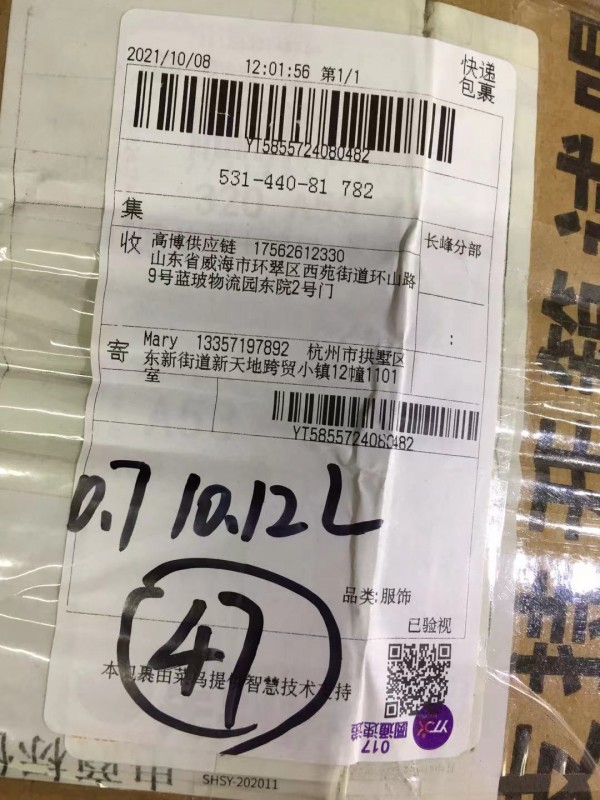 2021/10/08 12:01:56 第1/1
快递
包裹
YT5855724080482
531-440-81 782
集
收 高博供应链 17562612330
山东省威海市环翠区西苑街道环山路
9号蓝玻物流园东院2号门
长峰分部
:
寄 Mary 13357197892 杭州市拱墅区
东新街道新天地跨贸小镇12幢1101
室
YT5855724080482
0.7 10.12L
47
品类:服饰
已验视
本包裹由菜鸟提供智慧技术支持
YTO
圆通速递
017
SHSY-202011